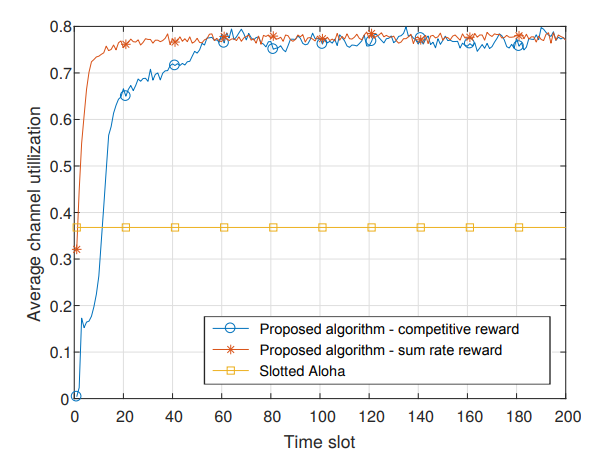 0.8
0.7
0.6
0.5
0.4
0.3
0.2
0.1
0
Average channel utillization
Proposed algorithm - competitive reward
Proposed algorithm - sum rate reward
Slotted Aloha
0 20 40 60 80 100 120 140 160 180 200
Time slot